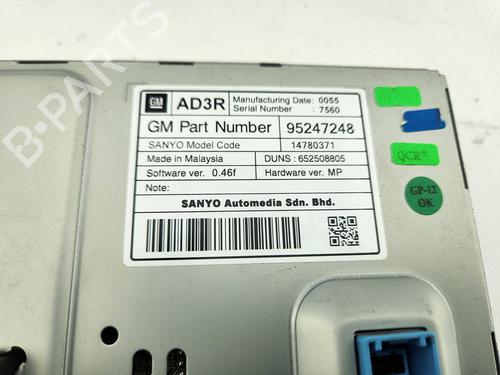 GM
AD3R
Manufacturing Date: 0055
Serial Number : 7560
GM Part Number 95247248
SANYO Model Code 14780371
Made in Malaysia DUNS : 652508805
Software ver. 0.46f Hardware ver. MP
Note:
SANYO Automedia Sdn. Bhd.
QCR
GP-12
OK
B-PARTS